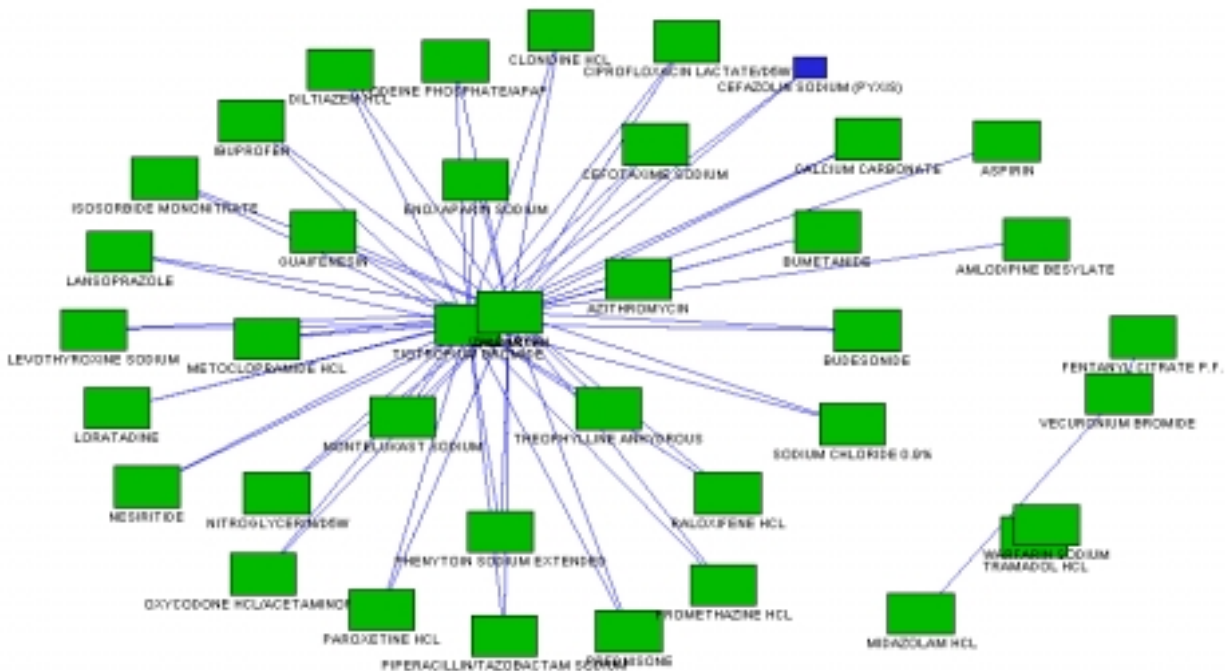 CLONIDINE HCL
CIPROFLOXACIN LACTATE/D5W
CEFAZOLIN SODIUM (PYXIS)
CODEINE PHOSPHATE/APAP
DILTIAZEM HCL
IBUPROFEN
CEFOTAXIME SODIUM
CALCIUM CARBONATE
ASPIRIN
ISOSORBIDE MONONITRATE
ENOXAPARIN SODIUM
GUAIFENESIN
BUMETANIDE
AMLODIPINE BESYLATE
LANSOPRAZOLE
AZITHROMYCIN
LEVOTHYROXINE SODIUM
METOCLOPRAMIDE HCL
TIOTROPIUM BROMIDE
BUDESONIDE
FENTANYL CITRATE P.F.
VECURONIUM BROMIDE
LORATADINE
MONTELUKAST SODIUM
THEOPHYLLINE ANHYDROUS
SODIUM CHLORIDE 0.9%
NESIRITIDE
NITROGLYCERIN/D5W
RALOXIFENE HCL
PHENYTOIN SODIUM EXTENDED
WARFARIN SODIUM
TRAMADOL HCL
OXYCODONE HCL/ACETAMINOP
PAROXETINE HCL
PROMETHAZINE HCL
MIDAZOLAM HCL
PIPERACILLIN/TAZOBACTAM SODIUM
PREDNISONE